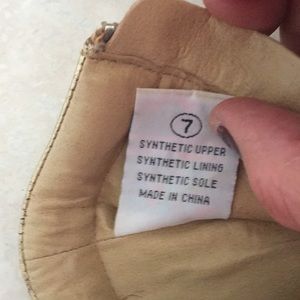 7
SYNTHETIC UPPER
SYNTHETIC LINING
SYNTHETIC SOLE
MADE IN CHINA